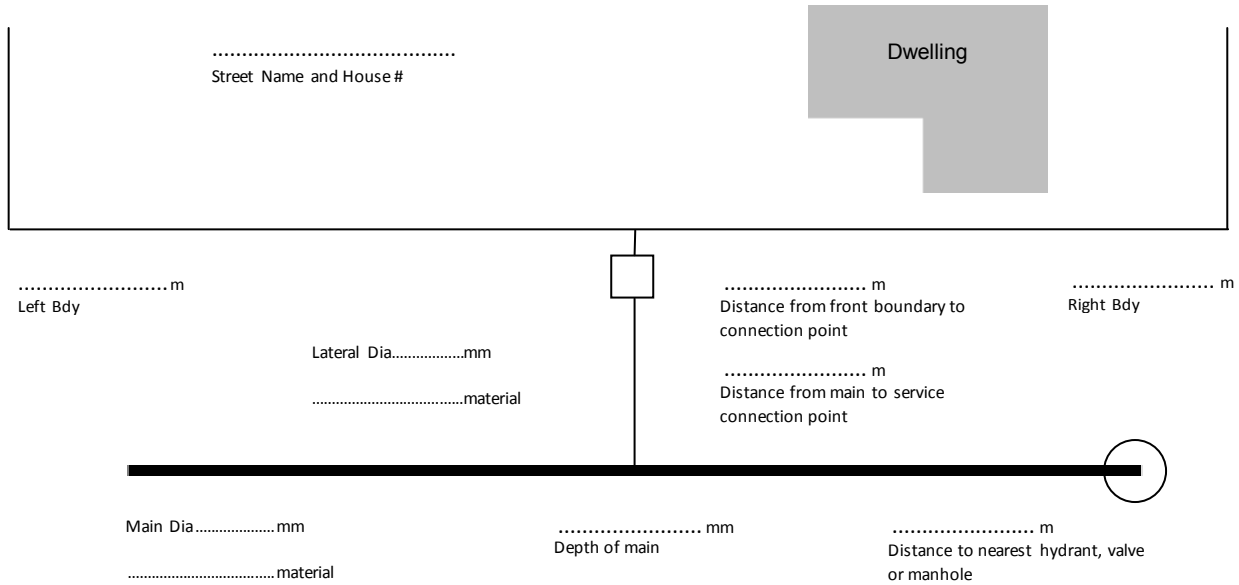 Dwelling
.........................................
Street Name and House #
......................... m
Left Bdy
........................ m
Distance from front boundary to
connection point
........................ m
Right Bdy
Lateral Dia..................mm
......................................material
........................ m
Distance from main to service
connection point
Main Dia.................... mm
..................................... material
........................ mm
Depth of main
........................ m
Distance to nearest hydrant, valve
or manhole